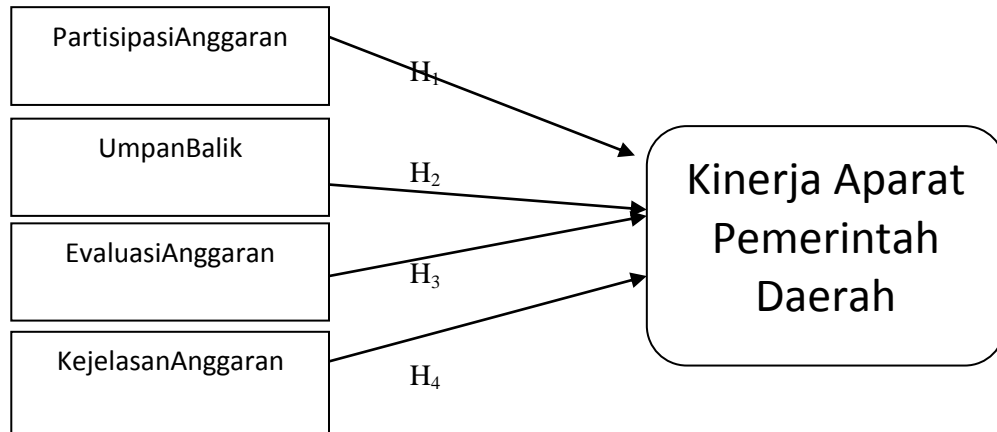 PartisipasiAnggaran
H₁
UmpanBalik
H₂
EvaluasiAnggaran
H₃
KejelasanAnggaran
H₄
Kinerja Aparat
Pemerintah
Daerah